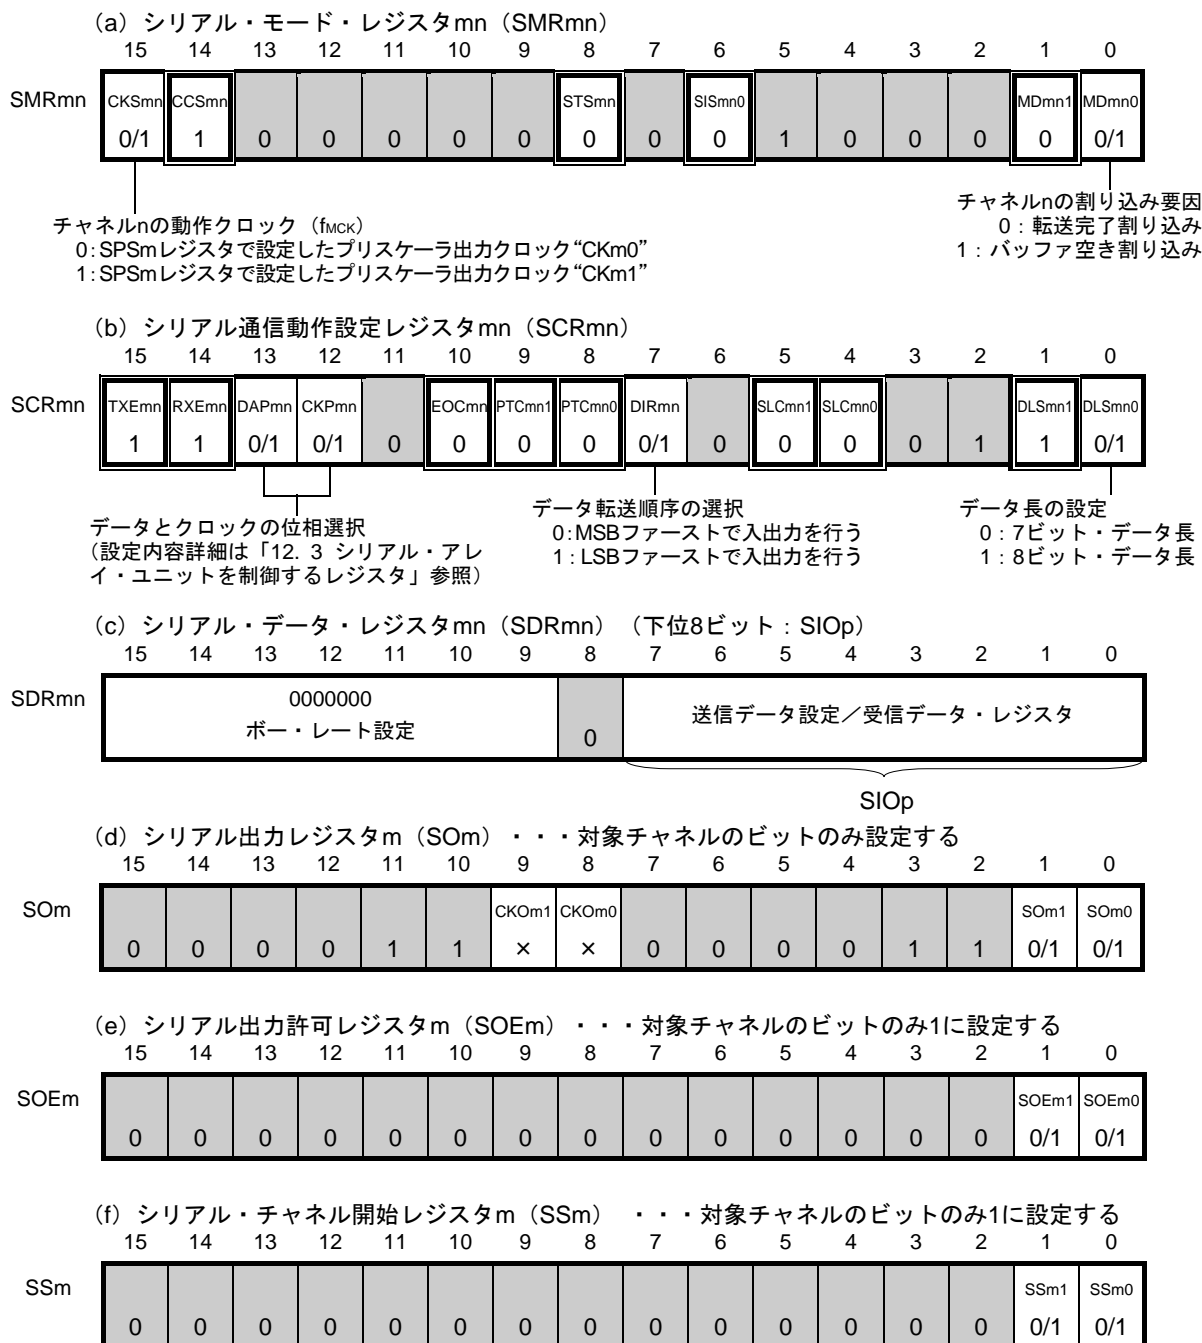 (a) シリアル・モード・レジスタmn（SMRmn）
15 14 13 12 11 10 9 8 7 6 5 4 3 2 1 0
SMRmn CKSmn CCSmn STSmn SISmn0 MDmn1 MDmn0
0/1 1 0 0 0 0 0 0 0 0 1 0 0 0 0 0/1
チャネルnの動作クロック（fMCK）
0：SPSmレジスタで設定したプリスケーラ出力クロック“CKm0”
1：SPSmレジスタで設定したプリスケーラ出力クロック“CKm1”
チャネルnの割り込み要因
0：転送完了割り込み
1：バッファ空き割り込み
(b) シリアル通信動作設定レジスタmn（SCRmn）
15 14 13 12 11 10 9 8 7 6 5 4 3 2 1 0
SCRmn TXEmn RXEmn DAPmn CKPmn EOCmn PTCmn1 PTCmn0 DIRmn SLCmn1 SLCmn0 DLSmn1 DLSmn0
1 1 0/1 0/1 0 0 0 0 0/1 0 0 0 0 1 1 0/1
データとクロックの位相選択
（設定内容詳細は「12. 3 シリアル・アレ
イ・ユニットを制御するレジスタ」参照）
データ転送順序の選択
0：MSBファーストで入出力を行う
1：LSBファーストで入出力を行う
データ長の設定
0：7ビット・データ長
1：8ビット・データ長
(c) シリアル・データ・レジスタmn（SDRmn）（下位8ビット：SIOp）
15 14 13 12 11 10 9 8 7 6 5 4 3 2 1 0
SDRmn 0000000
ボー・レート設定
0
送信データ設定／受信データ・レジスタ
SIOp
(d) シリアル出力レジスタm（SOm）・・・対象チャネルのビットのみ設定する
15 14 13 12 11 10 9 8 7 6 5 4 3 2 1 0
SOm CKOm1 CKOm0 SOm1 SOm0
0 0 0 0 1 1 × × 0 0 0 0 1 1 0/1 0/1
(e) シリアル出力許可レジスタm（SOEm）・・・対象チャネルのビットのみ1に設定する
15 14 13 12 11 10 9 8 7 6 5 4 3 2 1 0
SOEm SOEm1 SOEm0
0 0 0 0 0 0 0 0 0 0 0 0 0 0 0/1 0/1
(f) シリアル・チャネル開始レジスタm（SSm）・・・対象チャネルのビットのみ1に設定する
15 14 13 12 11 10 9 8 7 6 5 4 3 2 1 0
SSm SSm1 SSm0
0 0 0 0 0 0 0 0 0 0 0 0 0 0 0/1 0/1